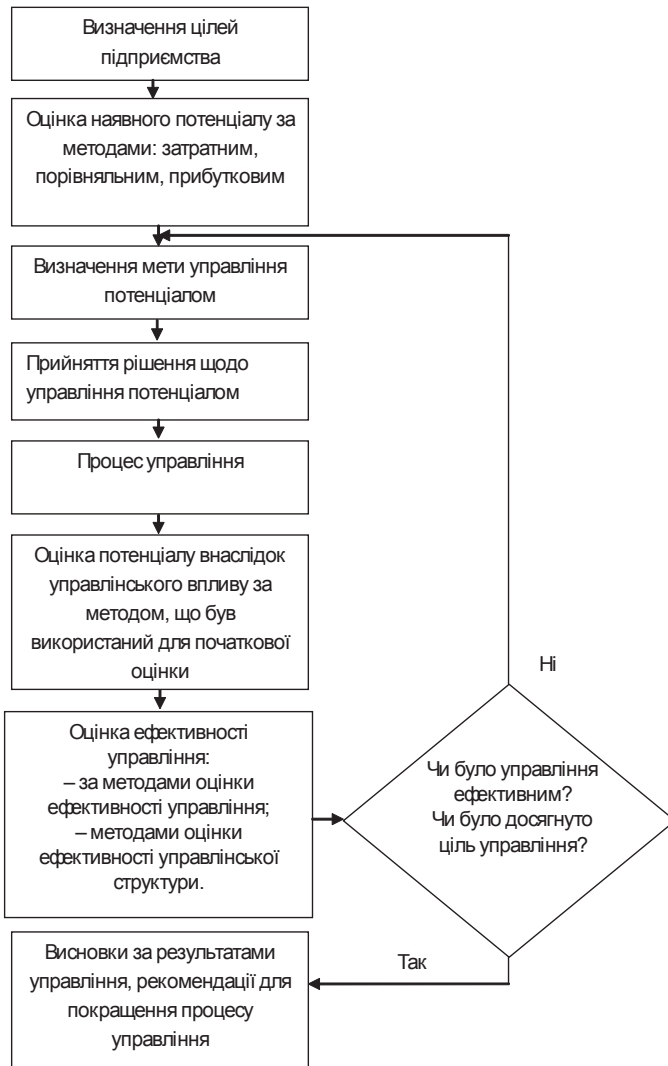 Визначення цілей
підприємства
Оцінка наявного потенціалу за
методами: затратним,
порівняльним, прибутковим
Визначення мети управління
потенціалом
Прийняття рішення щодо
управління потенціалом
Процес управління
Оцінка потенціалу внаслідок
управлінського впливу за
методом, що був
використаний для початкової
оцінки
Ні
Оцінка ефективності
управління:
– за методами оцінки
ефективності управління;
– методами оцінки
ефективності управлінської
структури.
Чи було управління
ефективним?
Чи було досягнуто
ціль управління?
Так
Висновки за результатами
управління, рекомендації для
покращення процесу
управління